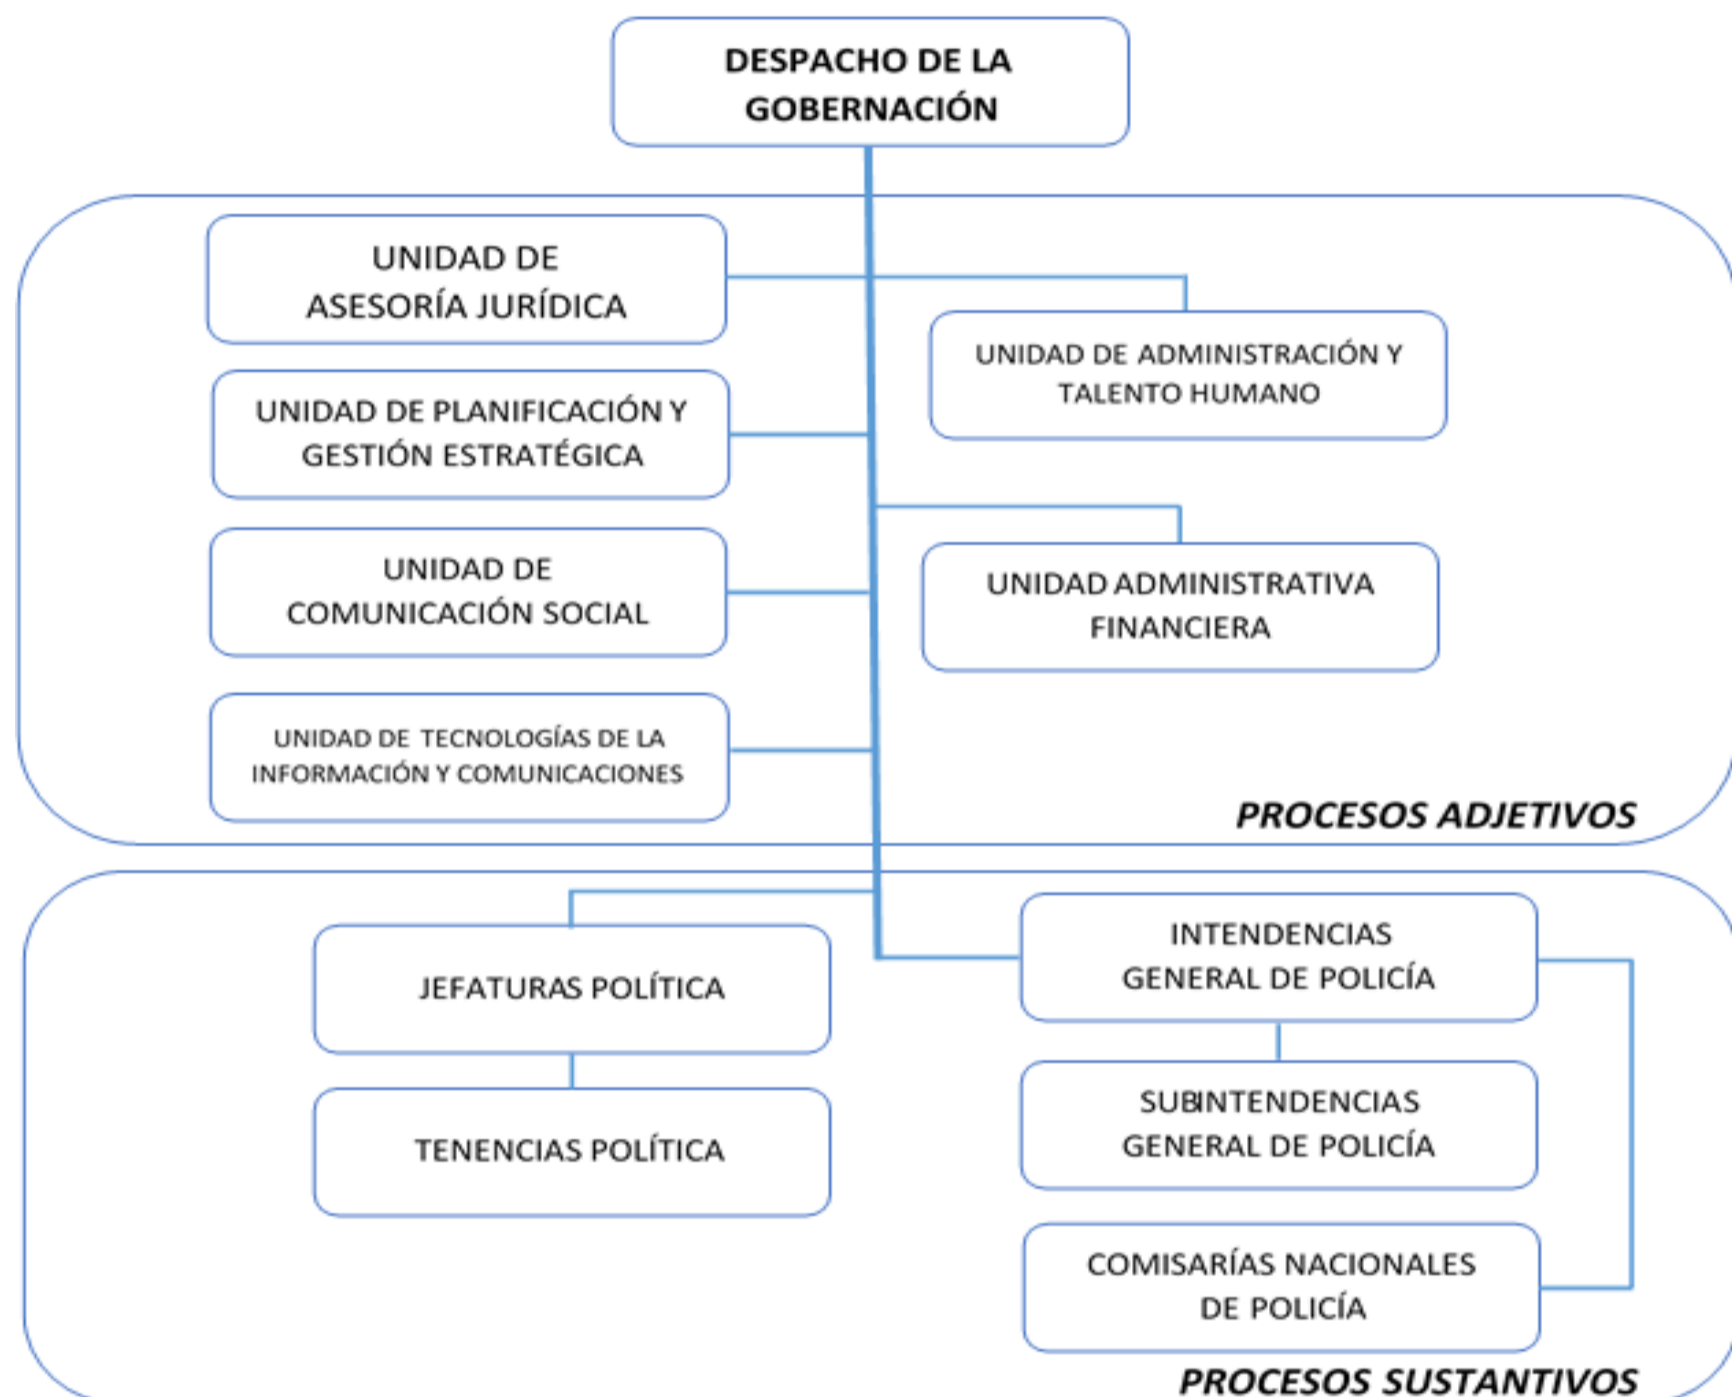 DESPACHO DE LA
GOBERNACIÓN
UNIDAD DE
ASESORÍA JURÍDICA
UNIDAD DE ADMINISTRACIÓN Y
TALENTO HUMANO
UNIDAD DE PLANIFICACIÓN Y
GESTIÓN ESTRATÉGICA
UNIDAD DE
COMUNICACIÓN SOCIAL
UNIDAD ADMINISTRATIVA
FINANCIERA
UNIDAD DE TECNOLOGÍAS DE LA
INFORMACIÓN Y COMUNICACIONES
PROCESOS ADJETIVOS
JEFATURAS POLÍTICA
TENENCIAS POLÍTICA
INTENDENCIAS
GENERAL DE POLICÍA
SUBINTENDENCIAS
GENERAL DE POLICÍA
COMISARÍAS NACIONALES
DE POLICÍA
PROCESOS SUSTANTIVOS